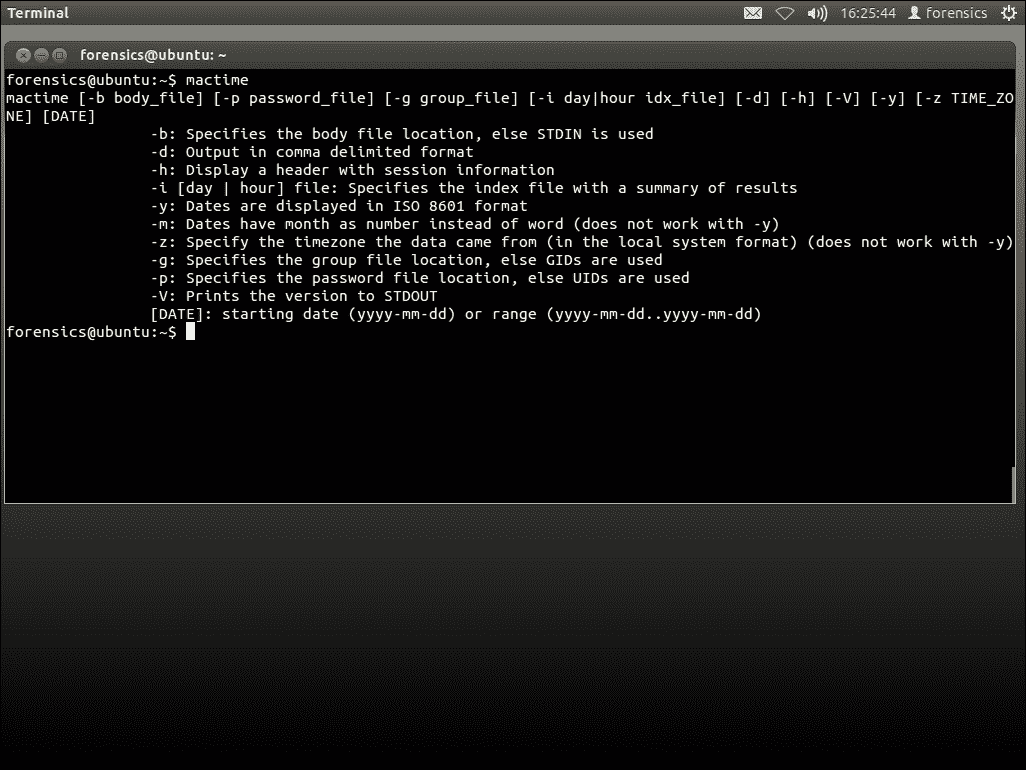 Terminal 16:25:44 forensics
forensics@ubuntu: ~
forensics@ubuntu:~$ mactime
mactime [-b body_file] [-p password_file] [-g group_file] [-i day|hour idx_file] [-d] [-h] [-V] [-y] [-z TIME_ZO
NE] [DATE]
-b: Specifies the body file location, else STDIN is used
-d: Output in comma delimited format
-h: Display a header with session information
-i [day | hour] file: Specifies the index file with a summary of results
-y: Dates are displayed in ISO 8601 format
-m: Dates have month as number instead of word (does not work with -y)
-z: Specify the timezone the data came from (in the local system format) (does not work with -y)
-g: Specifies the group file location, else GIDs are used
-p: Specifies the password file location, else UIDs are used
-V: Prints the version to STDOUT
[DATE]: starting date (yyyy-mm-dd) or range (yyyy-mm-dd..yyyy-mm-dd)
forensics@ubuntu:~$